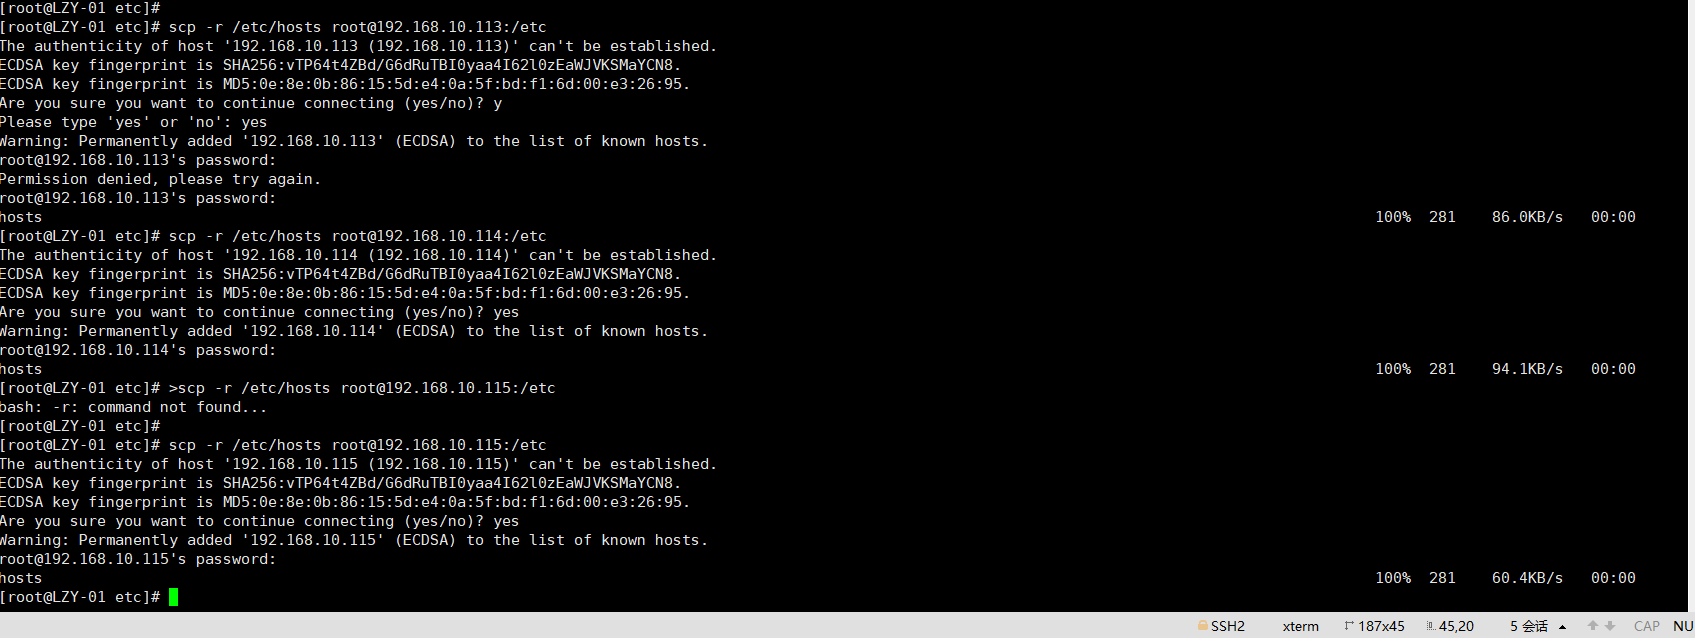 [root@LZY-01 etc]#
[root@LZY-01 etc]# scp -r /etc/hosts root@192.168.10.113:/etc
The authenticity of host '192.168.10.113 (192.168.10.113)' can't be established.
ECDSA key fingerprint is SHA256:vTP64t4ZBd/G6dRuTBI0yaa4I62l0zEaWJVKSMaYCN8.
ECDSA key fingerprint is MD5:0e:8e:0b:86:15:5d:e4:0a:5f:bd:f1:6d:00:e3:26:95.
Are you sure you want to continue connecting (yes/no)? y
Please type 'yes' or 'no': yes
Warning: Permanently added '192.168.10.113' (ECDSA) to the list of known hosts.
root@192.168.10.113's password:
Permission denied, please try again.
root@192.168.10.113's password:
hosts 100% 281 86.0KB/s 00:00
[root@LZY-01 etc]# scp -r /etc/hosts root@192.168.10.114:/etc
The authenticity of host '192.168.10.114 (192.168.10.114)' can't be established.
ECDSA key fingerprint is SHA256:vTP64t4ZBd/G6dRuTBI0yaa4I62l0zEaWJVKSMaYCN8.
ECDSA key fingerprint is MD5:0e:8e:0b:86:15:5d:e4:0a:5f:bd:f1:6d:00:e3:26:95.
Are you sure you want to continue connecting (yes/no)? yes
Warning: Permanently added '192.168.10.114' (ECDSA) to the list of known hosts.
root@192.168.10.114's password:
hosts 100% 281 94.1KB/s 00:00
[root@LZY-01 etc]# >scp -r /etc/hosts root@192.168.10.115:/etc
bash: -r: command not found...
[root@LZY-01 etc]#
[root@LZY-01 etc]# scp -r /etc/hosts root@192.168.10.115:/etc
The authenticity of host '192.168.10.115 (192.168.10.115)' can't be established.
ECDSA key fingerprint is SHA256:vTP64t4ZBd/G6dRuTBI0yaa4I62l0zEaWJVKSMaYCN8.
ECDSA key fingerprint is MD5:0e:8e:0b:86:15:5d:e4:0a:5f:bd:f1:6d:00:e3:26:95.
Are you sure you want to continue connecting (yes/no)? yes
Warning: Permanently added '192.168.10.115' (ECDSA) to the list of known hosts.
root@192.168.10.115's password:
hosts 100% 281 60.4KB/s 00:00
[root@LZY-01 etc]#
SSH2 xterm 187x45 45,20 5 会话 CAP NU